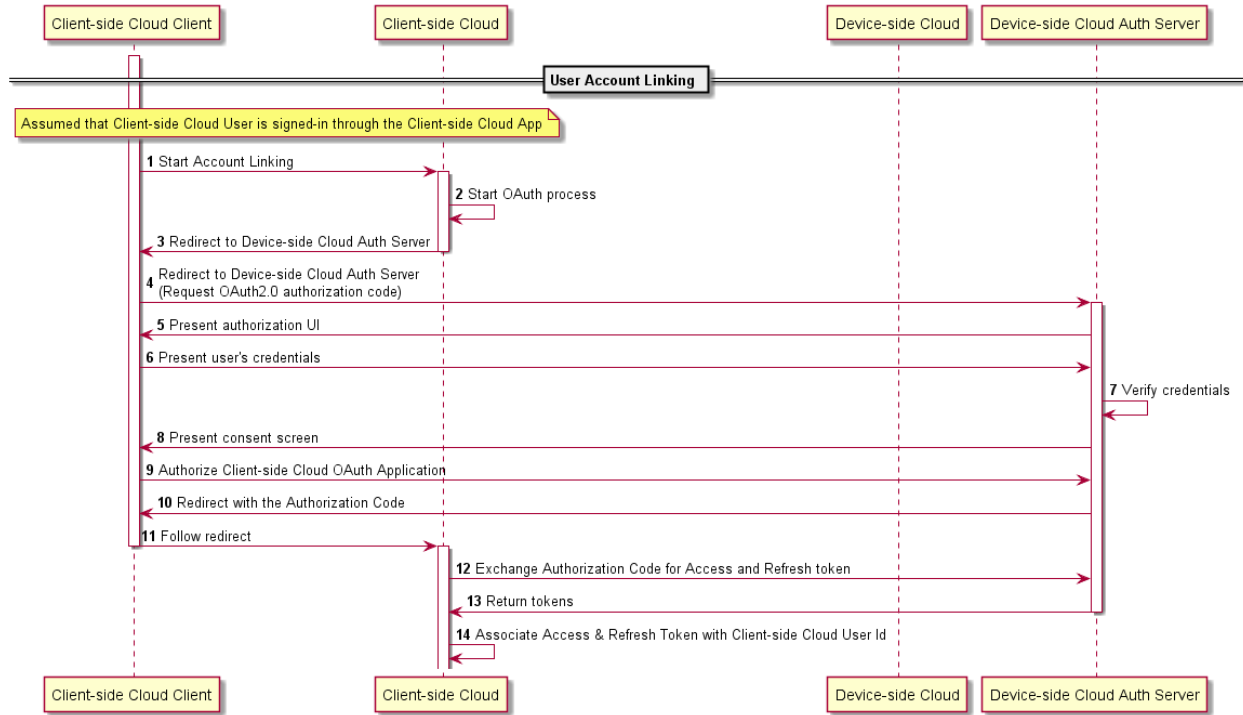 Client-side Cloud Client
Client-side Cloud
Device-side Cloud
Device-side Cloud Auth Server
User Account Linking
Assumed that Client-side Cloud User is signed-in through the Client-side Cloud App
1 Start Account Linking
2 Start OAuth process
3 Redirect to Device-side Cloud Auth Server
4 Redirect to Device-side Cloud Auth Server
(Request OAuth2.0 authorization code)
5 Present authorization UI
6 Present user's credentials
7 Verify credentials
8 Present consent screen
9 Authorize Client-side Cloud OAuth Application
10 Redirect with the Authorization Code
11 Follow redirect
12 Exchange Authorization Code for Access and Refresh token
13 Return tokens
14 Associate Access & Refresh Token with Client-side Cloud User Id
Client-side Cloud Client
Client-side Cloud
Device-side Cloud
Device-side Cloud Auth Server